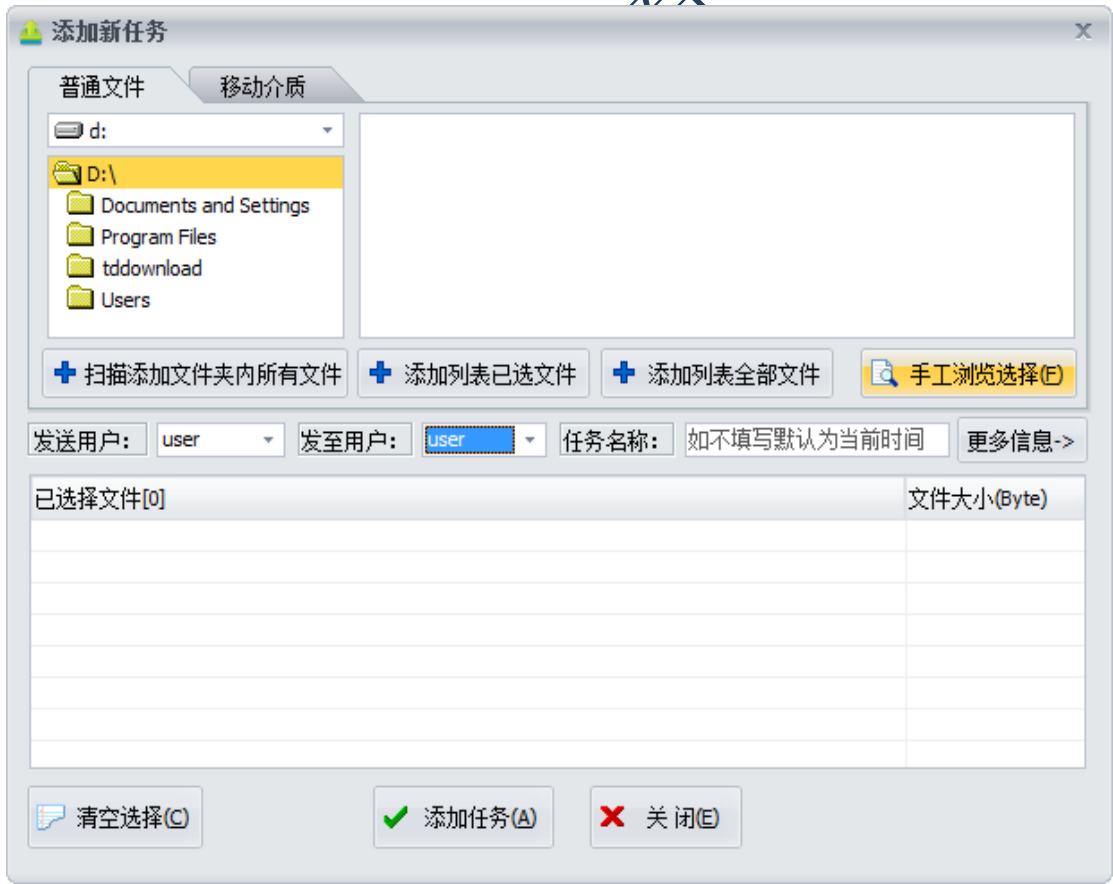 添加新任务
普通文件 移动介质
d:
D:\
Documents and Settings
Program Files
tddownload
Users
扫描添加文件夹内所有文件 添加列表已选文件 添加列表全部文件 手工浏览选择(F)
发送用户: user 发至用户: user 任务名称: 如不填写默认为当前时间 更多信息->
已选择文件[0] 文件大小(Byte)
清空选择(C) 添加任务(A) 关 闭(E)